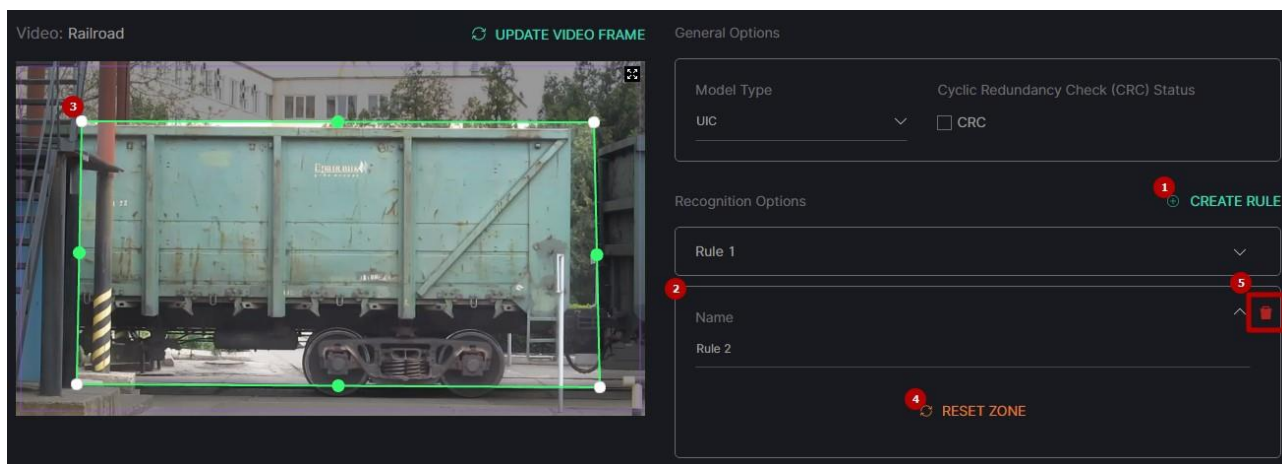 Video: Railroad
UPDATE VIDEO FRAME
3
General Options
Model Type
Cyclic Redundancy Check (CRC) Status
UIC
CRC
Recognition Options
1
CREATE RULE
Rule 1
2
5
Name
Rule 2
4
RESET ZONE